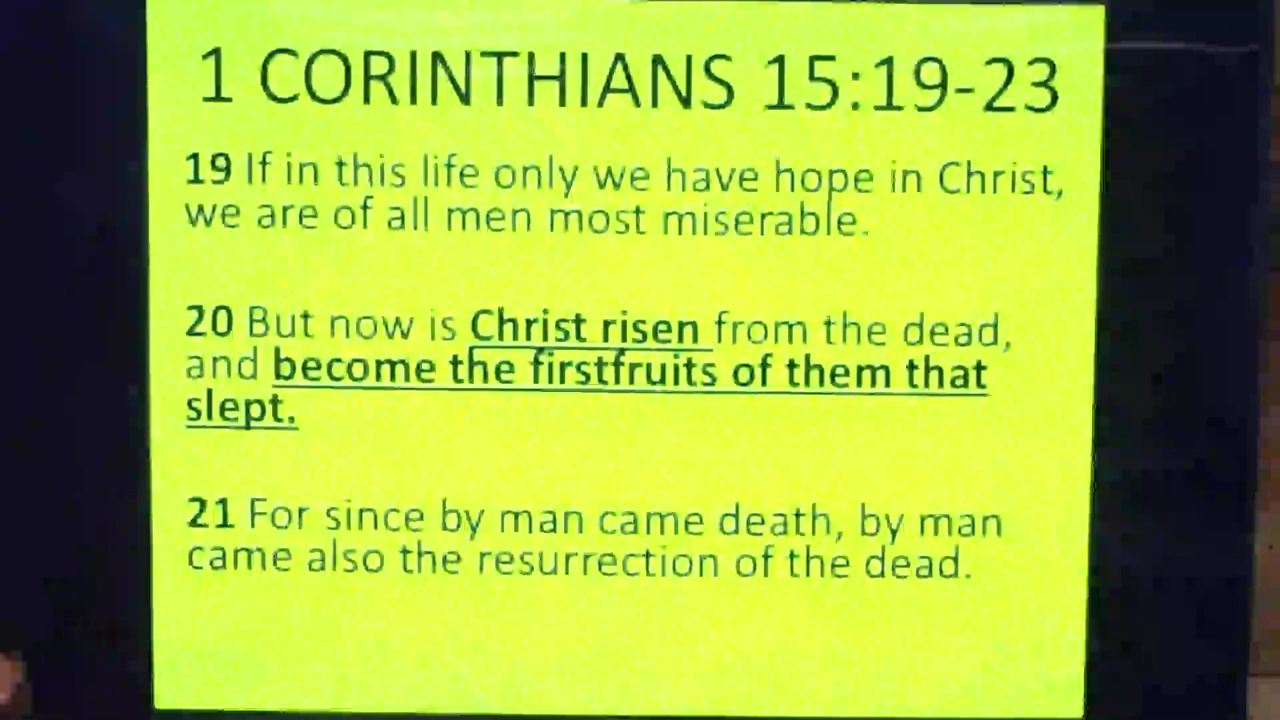 1 CORINTHIANS 15:19-23
19 If in this life only we have hope in Christ,
we are of all men most miserable.
20 But now is Christ risen from the dead,
and become the firstfruits of them that
slept.
21 For since by man came death, by man
came also the resurrection of the dead.